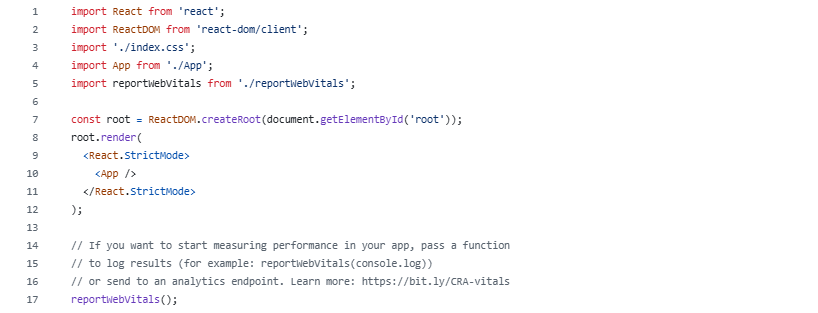 1 import React from 'react';
2 import ReactDOM from 'react-dom/client';
3 import './index.css';
4 import App from './App';
5 import reportWebVitals from './reportWebVitals';
6
7 const root = ReactDOM.createRoot(document.getElementById('root'));
8 root.render(
9   <React.StrictMode>
10     <App />
11   </React.StrictMode>
12 );
13
14 // If you want to start measuring performance in your app, pass a function
15 // to log results (for example: reportWebVitals(console.log))
16 // or send to an analytics endpoint. Learn more: https://bit.ly/CRA-vitals
17 reportWebVitals();